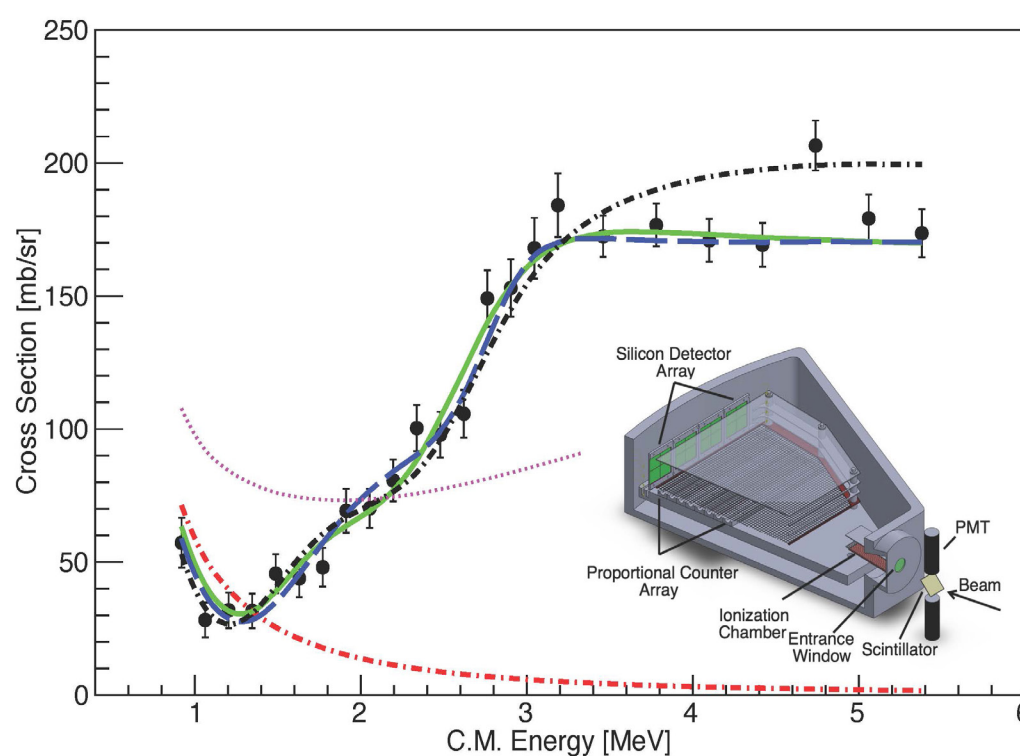 250
200
150
100
50
0
Cross Section [mb/sr]
Silicon Detector
Array
PMT
Proportional Counter
Array
Beam
Ionization
Chamber
Entrance
Window
Scintillator
1 2 3 4 5 6
C.M. Energy [MeV]